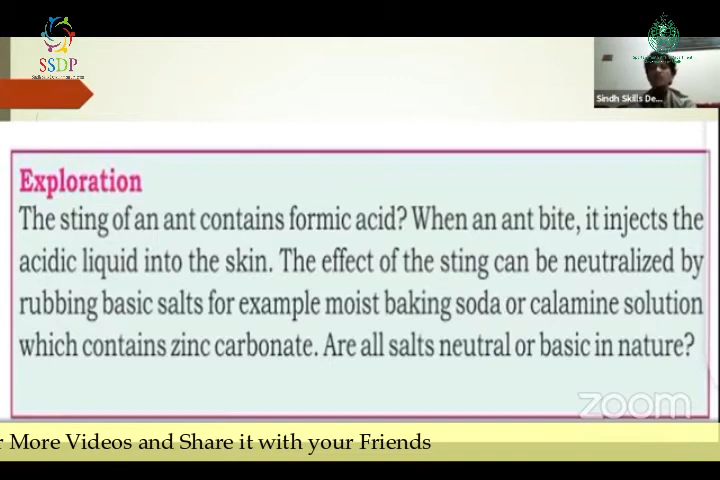 SSDP
Sindh Skills De...
Exploration
The sting of an ant contains formic acid? When an ant bite, it injects the
acidic liquid into the skin. The effect of the sting can be neutralized by
rubbing basic salts for example moist baking soda or calamine solution
which contains zinc carbonate. Are all salts neutral or basic in nature?
zoom
r More Videos and Share it with your Friends